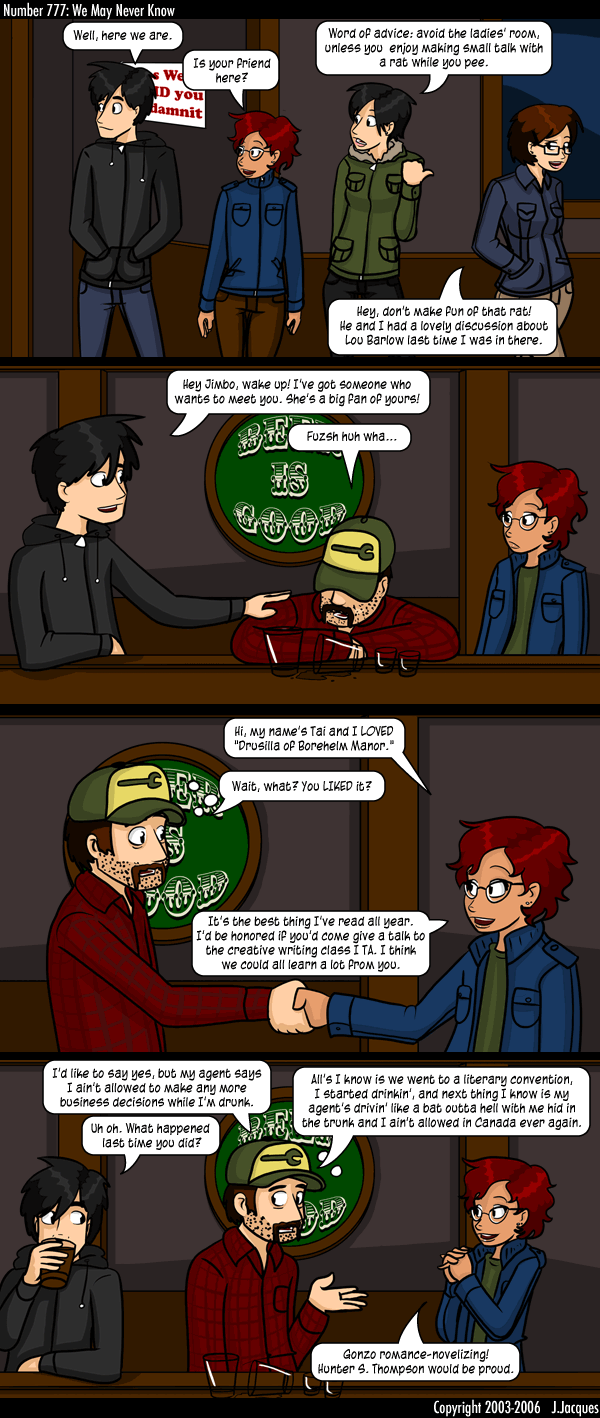 Number 777: We May Never Know
Well, here we are.
Is your friend
here?
Word of advice: avoid the ladies' room,
unless you enjoy making small talk with
a rat while you pee.
s We
ID you
damnit
Hey, don't make fun of that rat!
He and I had a lovely discussion about
Lou Barlow last time I was in there.
Hey Jimbo, wake up! I've got someone who
wants to meet you. She's a big fan of yours!
Fuzsh huh wha...
BEER
IS
GOOD
Hi, my name's Tai and I LOVED
"Drusilla of Borehelm Manor."
Wait, what? You LIKED it?
It's the best thing I've read all year.
I'd be honored if you'd come give a talk to
the creative writing class I TA. I think
we could all learn a lot from you.
I'd like to say yes, but my agent says
I ain't allowed to make any more
business decisions while I'm drunk.
Uh oh. What happened
last time you did?
All's I know is we went to a literary convention,
I started drinkin', and next thing I know is my
agent's drivin' like a bat outta hell with me hid in
the trunk and I ain't allowed in Canada ever again.
Gonzo romance-novelizing!
Hunter S. Thompson would be proud.
Copyright 2003-2006 J.Jacques